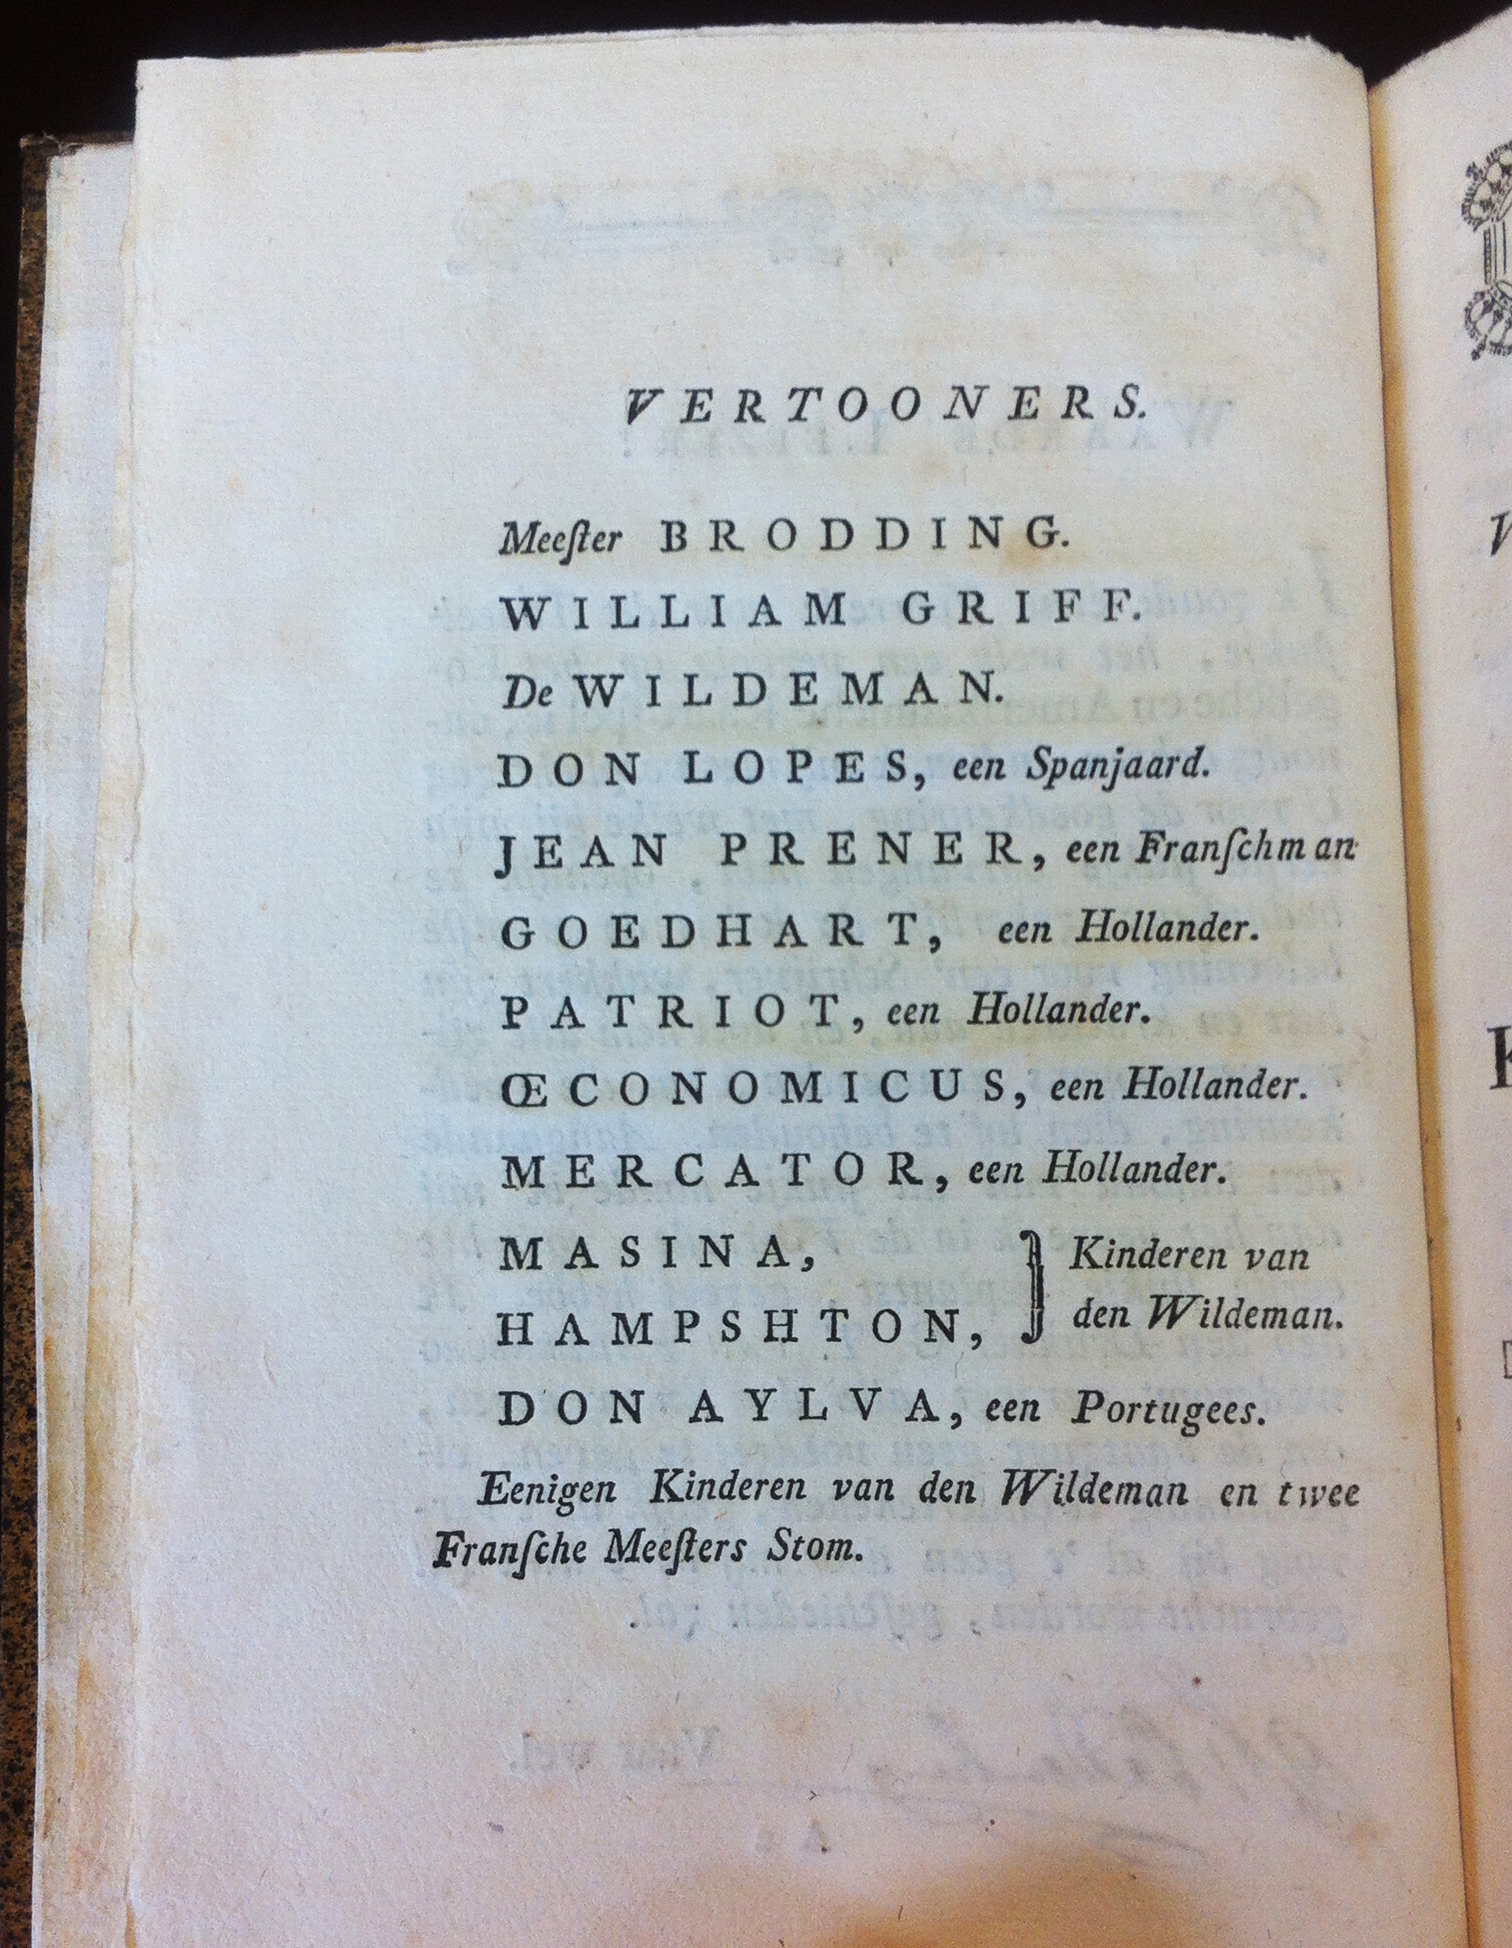 VERTOONERS.
Meeſter BRODDING.
WILLIAM GRIFF.
De WILDEMAN.
DON LOPES, een Spanjaard.
JEAN PRENER, een Franſchman
GOEDHART, een Hollander.
PATRIOT, een Hollander.
ŒCONOMICUS, een Hollander.
MERCATOR, een Hollander.
MASINA, } Kinderen van
HAMPSHTON, den Wildeman.
DON AYLVA, een Portugees.
Eenigen Kinderen van den Wildeman en twee
Franſche Meeſters Stom.